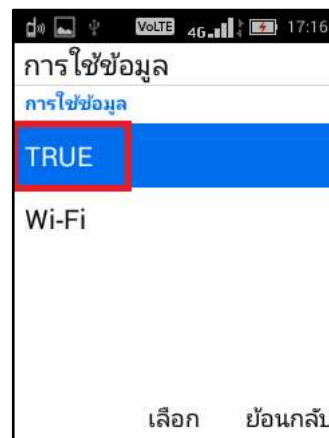 VoLTE 4G 17:16
การใช้ข้อมูล
การใช้ข้อมูล
TRUE
Wi-Fi
เลือก ย้อนกลับ